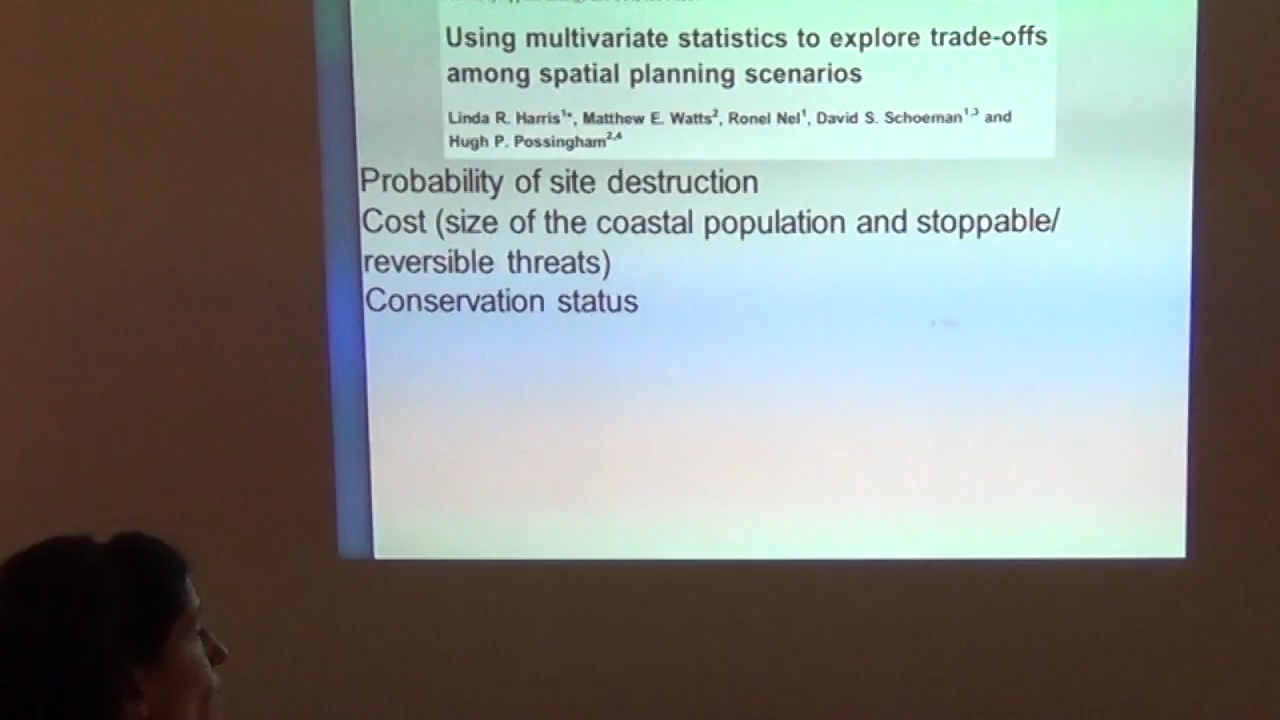 Using multivariate statistics to explore trade-offs
among spatial planning scenarios
Linda R. Harris¹*, Matthew E. Watts², Ronel Nel¹, David S. Schoeman¹,³ and
Hugh P. Possingham²,⁴
Probability of site destruction
Cost (size of the coastal population and stoppable/
reversible threats)
Conservation status